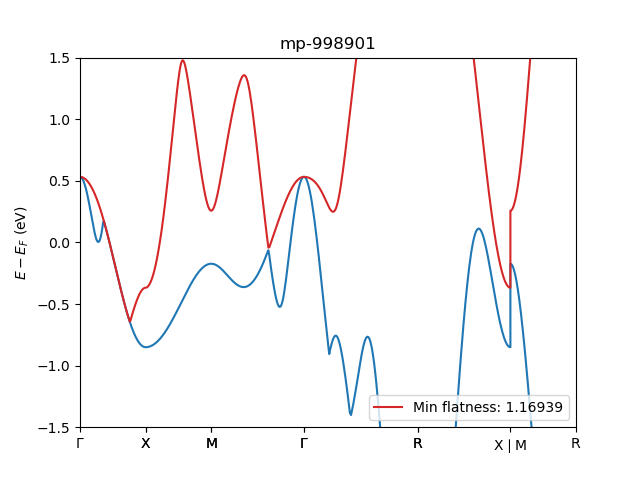 mp-998901
E − E_F (eV)
1.5
1.0
0.5
0.0
−0.5
−1.0
−1.5
Min flatness: 1.16939
Γ X M Γ R X | M R